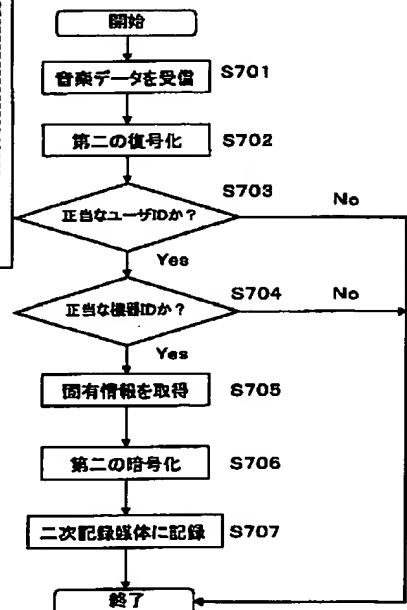 開始
音楽データを受信 S701
第二の復号化 S702
S703
正当なユーザIDか? No
Yes
S704
正当な機器IDか? No
Yes
固有情報を取得 S705
第二の暗号化 S706
二次記録媒体に記録 S707
終了